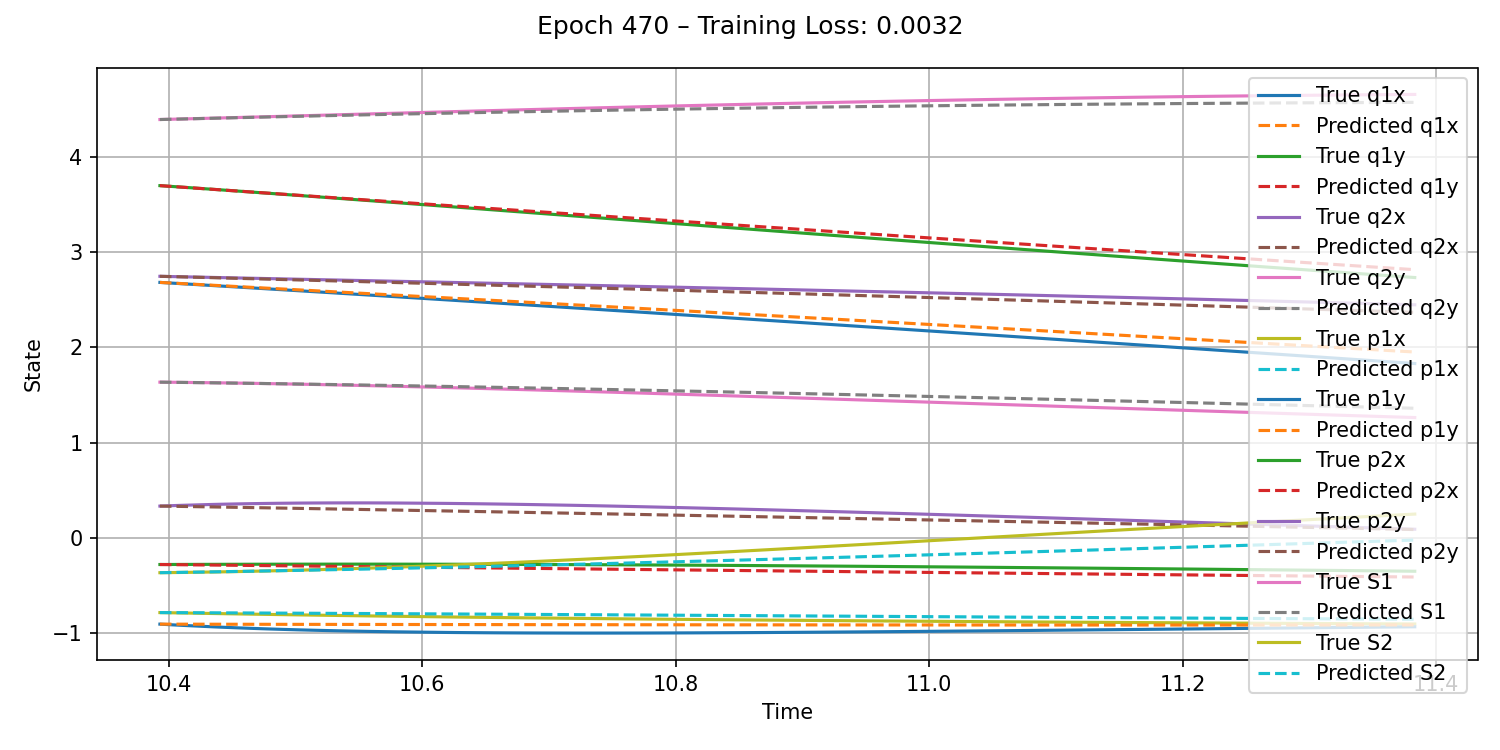 Epoch 470 – Training Loss: 0.0032
State
4
3
2
1
0
−1
10.4
10.6
10.8
11.0
11.2
11.4
Time
True q1x
Predicted q1x
True q1y
Predicted q1y
True q2x
Predicted q2x
True q2y
Predicted q2y
True p1x
Predicted p1x
True p1y
Predicted p1y
True p2x
Predicted p2x
True p2y
Predicted p2y
True S1
Predicted S1
True S2
Predicted S2